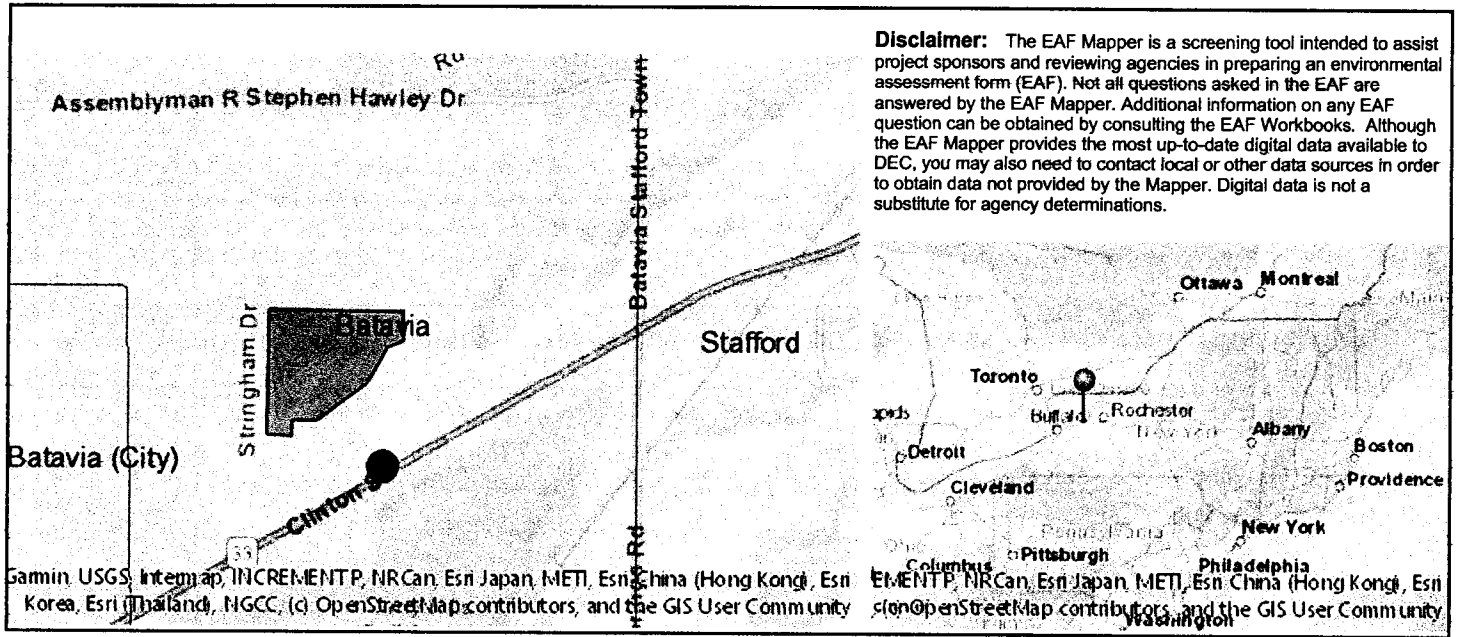 Disclaimer: The EAF Mapper is a screening tool intended to assist
project sponsors and reviewing agencies in preparing an environmental
assessment form (EAF). Not all questions asked in the EAF are
answered by the EAF Mapper. Additional information on any EAF
question can be obtained by consulting the EAF Workbooks. Although
the EAF Mapper provides the most up-to-date digital data available to
DEC, you may also need to contact local or other data sources in order
to obtain data not provided by the Mapper. Digital data is not a
substitute for agency determinations.
Rd
Assemblyman R Stephen Hawley Dr
Batavia Stafford Town
Stringham Dr
Batavia
Stafford
Batavia (City)
Clinton S
33
Rd
Garmin, USGS, Intermap, INCREMENT P, NRCan, Esri Japan, METI, Esri China (Hong Kong), Esri
Korea, Esri (Thailand), NGCC, (c) OpenStreetMap contributors, and the GIS User Community
Ottawa
Montreal
Toronto
Buffalo
Rochester
Albany
Boston
Detroit
Providence
Cleveland
New York
Pittsburgh
Philadelphia
Columbus
EMENT P, NRCan, Esri Japan, METI, Esri China (Hong Kong), Esri
OpenStreetMap contributors, and the GIS User Community
Washington